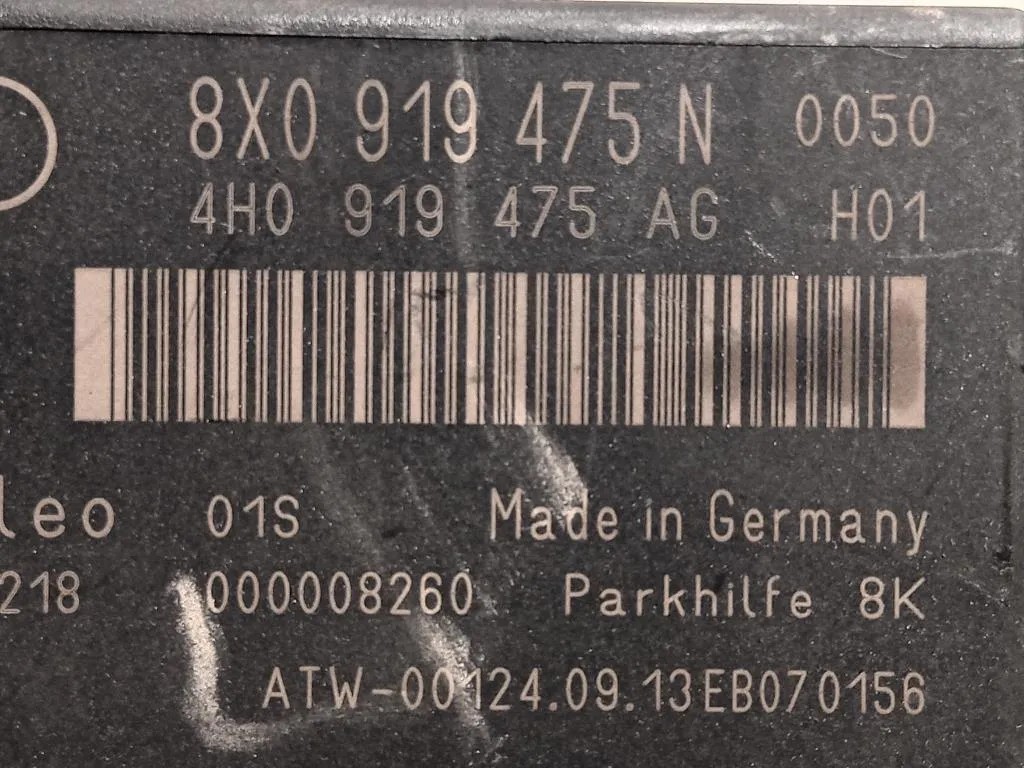 8X0 919 475 N 0050
4H0 919 475 AG H01
leo 01S Made in Germany
218 000008260 Parkhilfe 8K
ATW-00124.09.13EB070156